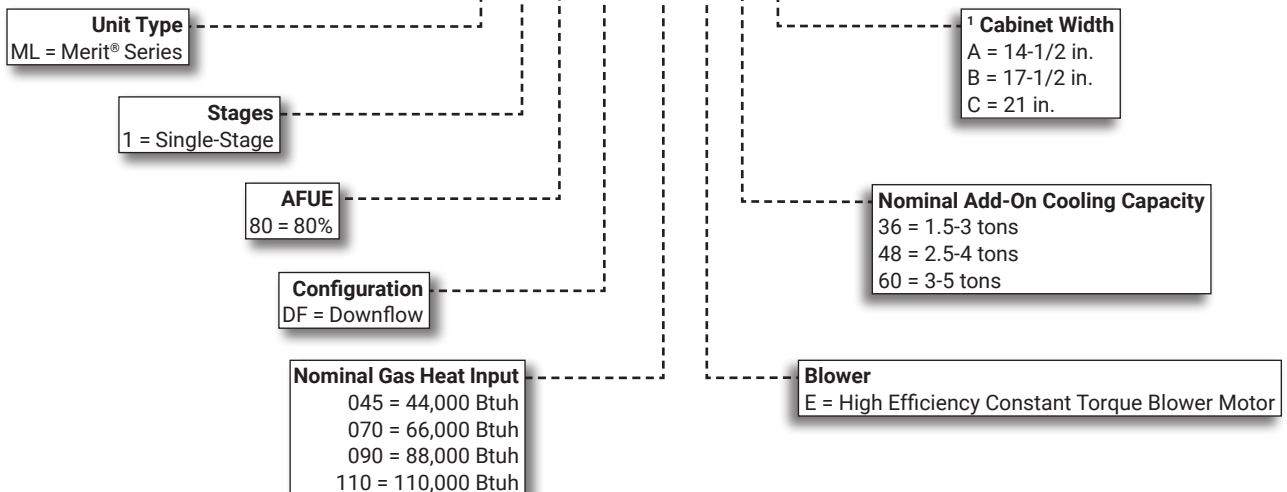 Unit Type
ML = Merit® Series
Stages
1 = Single-Stage
AFUE
80 = 80%
Configuration
DF = Downflow
Nominal Gas Heat Input
045 = 44,000 Btuh
070 = 66,000 Btuh
090 = 88,000 Btuh
110 = 110,000 Btuh
¹ Cabinet Width
A = 14-1/2 in.
B = 17-1/2 in.
C = 21 in.
Nominal Add-On Cooling Capacity
36 = 1.5-3 tons
48 = 2.5-4 tons
60 = 3-5 tons
Blower
E = High Efficiency Constant Torque Blower Motor